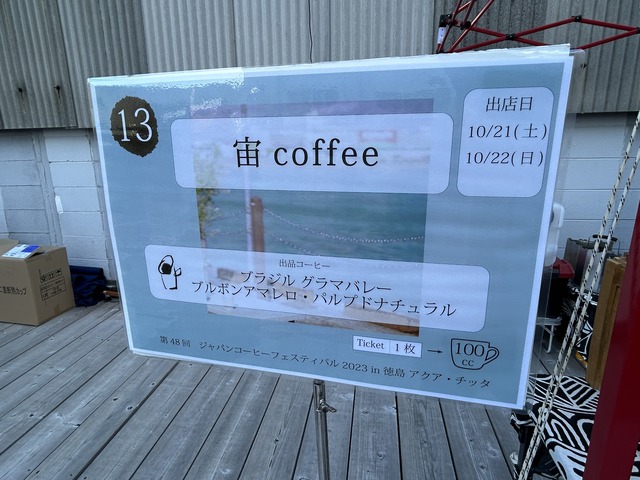 13
宙 coffee
出店日
10/21(土)
10/22(日)
出品コーヒー
ブラジル グラマバレー
ブルボンアマレロ・パルプドナチュラル
Ticket 1枚 → 100cc
第48回 ジャパンコーヒーフェスティバル 2023 in 徳島 アクア・チッタ